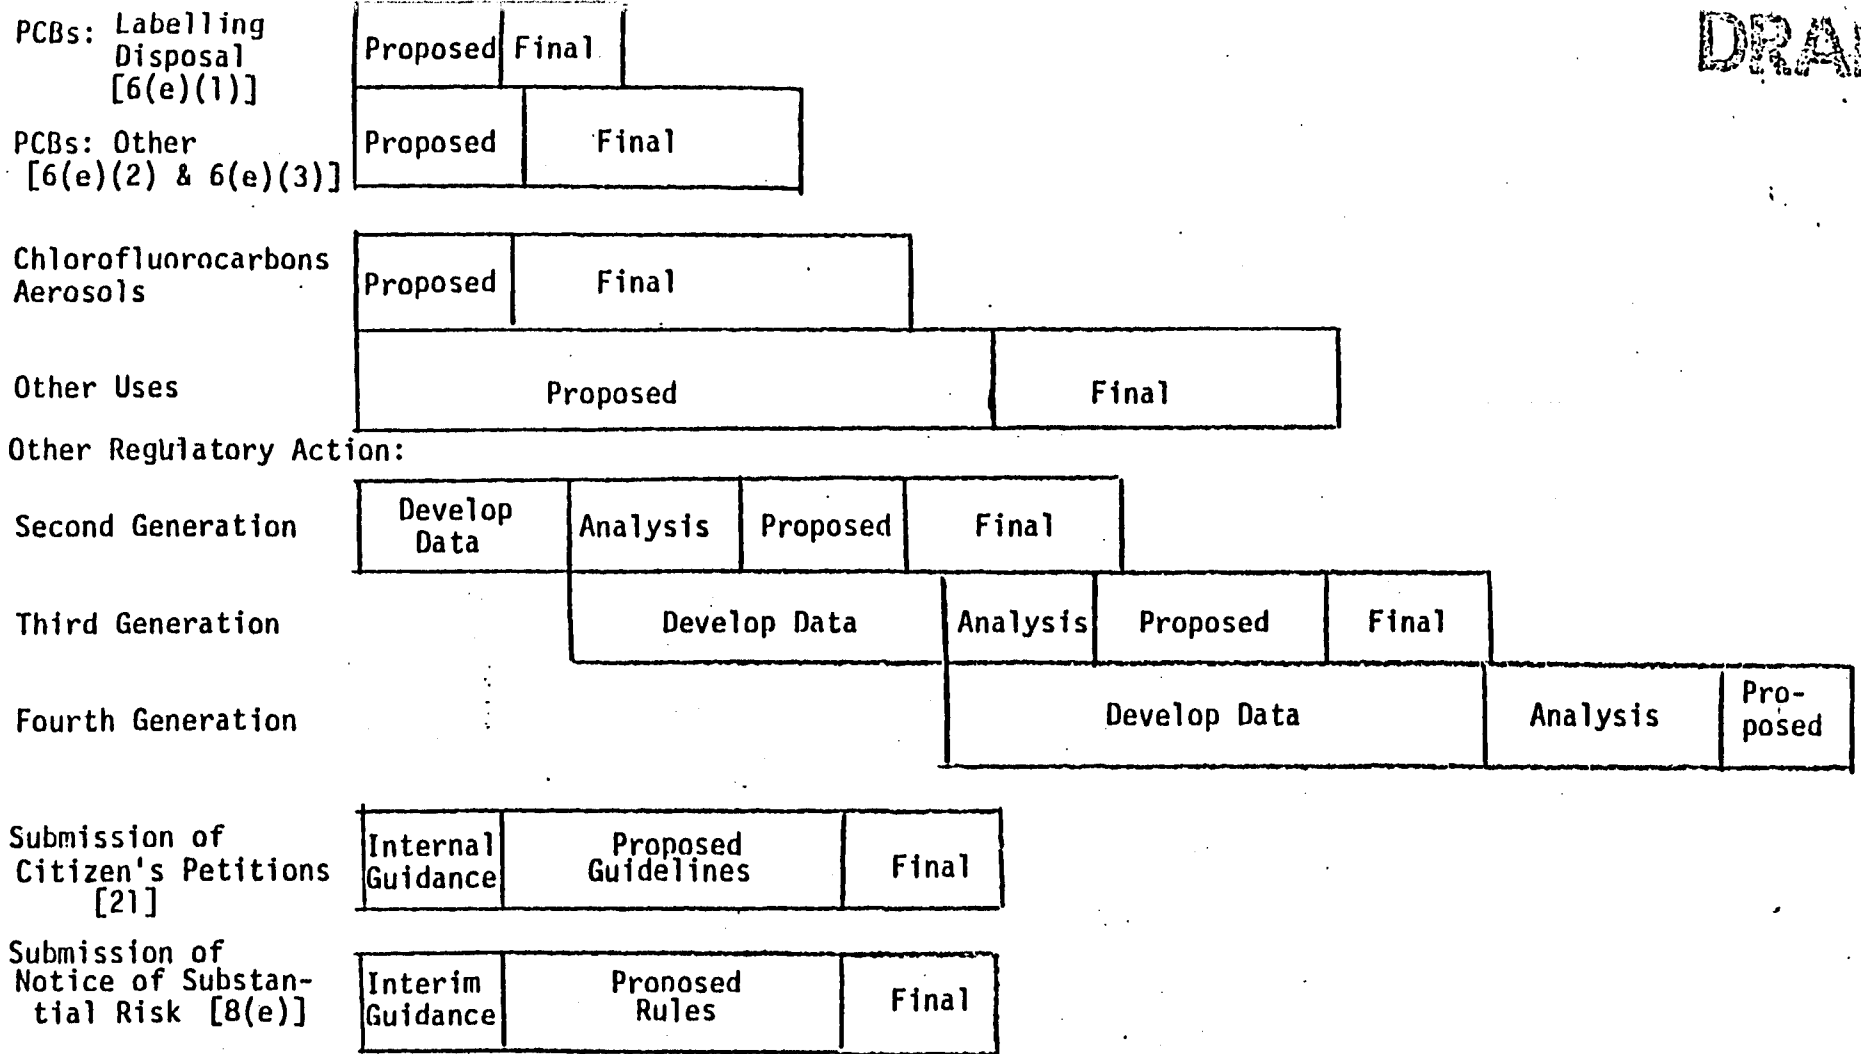 DRA
PCBs: Labelling
Disposal
[6(e)(1)]
Proposed Final
PCBs: Other
[6(e)(2) & 6(e)(3)]
Proposed Final
Chlorofluorocarbons
Aerosols
Proposed Final
Other Uses
Proposed Final
Other Regulatory Action:
Second Generation
Develop
Data
Analysis Proposed Final
Third Generation
Develop Data Analysis Proposed Final
Fourth Generation
Develop Data Analysis
Pro-
posed
Submission of
Citizen's Petitions
[21]
Internal
Guidance
Proposed
Guidelines
Final
Submission of
Notice of Substan-
tial Risk [8(e)]
Interim
Guidance
Proposed
Rules
Final